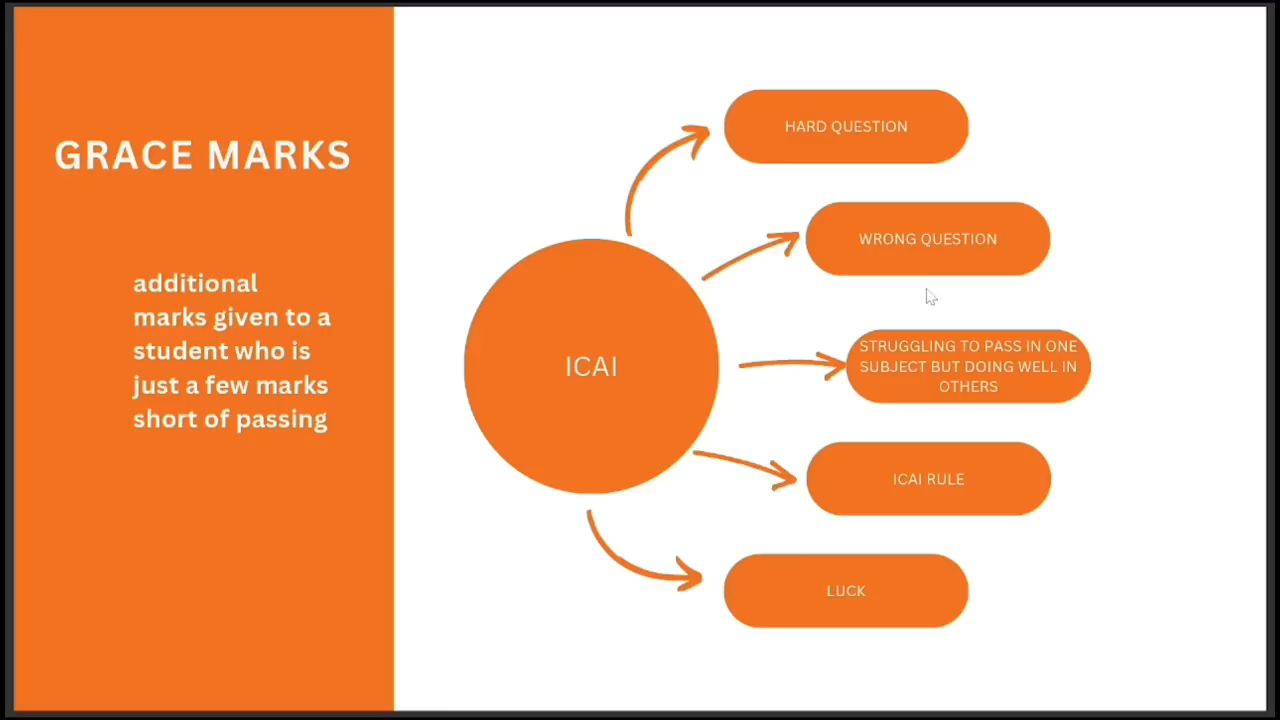 GRACE MARKS
additional
marks given to a
student who is
just a few marks
short of passing
ICAI
HARD QUESTION
WRONG QUESTION
STRUGGLING TO PASS IN ONE
SUBJECT BUT DOING WELL IN
OTHERS
ICAI RULE
LUCK